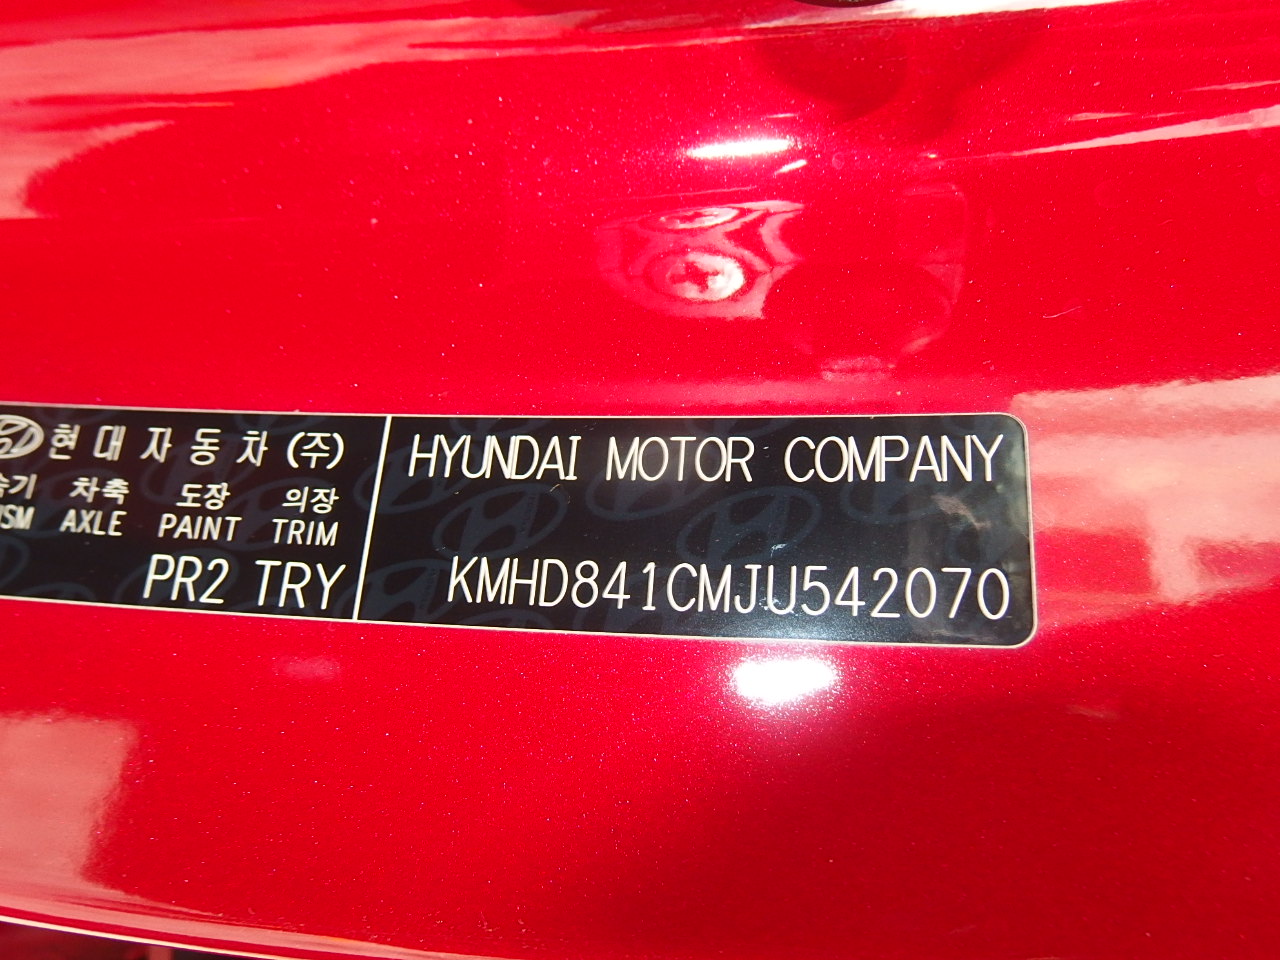 현대자동차(주)
차축 도장 의장
AXLE PAINT TRIM
PR2 TRY
HYUNDAI MOTOR COMPANY
KMHD841CMJU542070